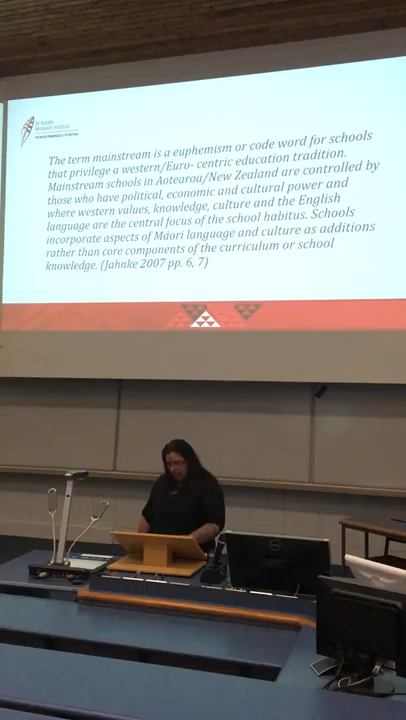 Te Kotahi
Research Institute
The term mainstream is a euphemism or code word for schools
that privilege a western/Euro- centric education tradition.
Mainstream schools in Aotearoa/New Zealand are controlled by
those who have political, economic and cultural power and
where western values, knowledge, culture and the English
language are the central focus of the school habitus. Schools
incorporate aspects of Māori language and culture as additions
rather than core components of the curriculum or school
knowledge. (Jahnke 2007 pp. 6, 7)